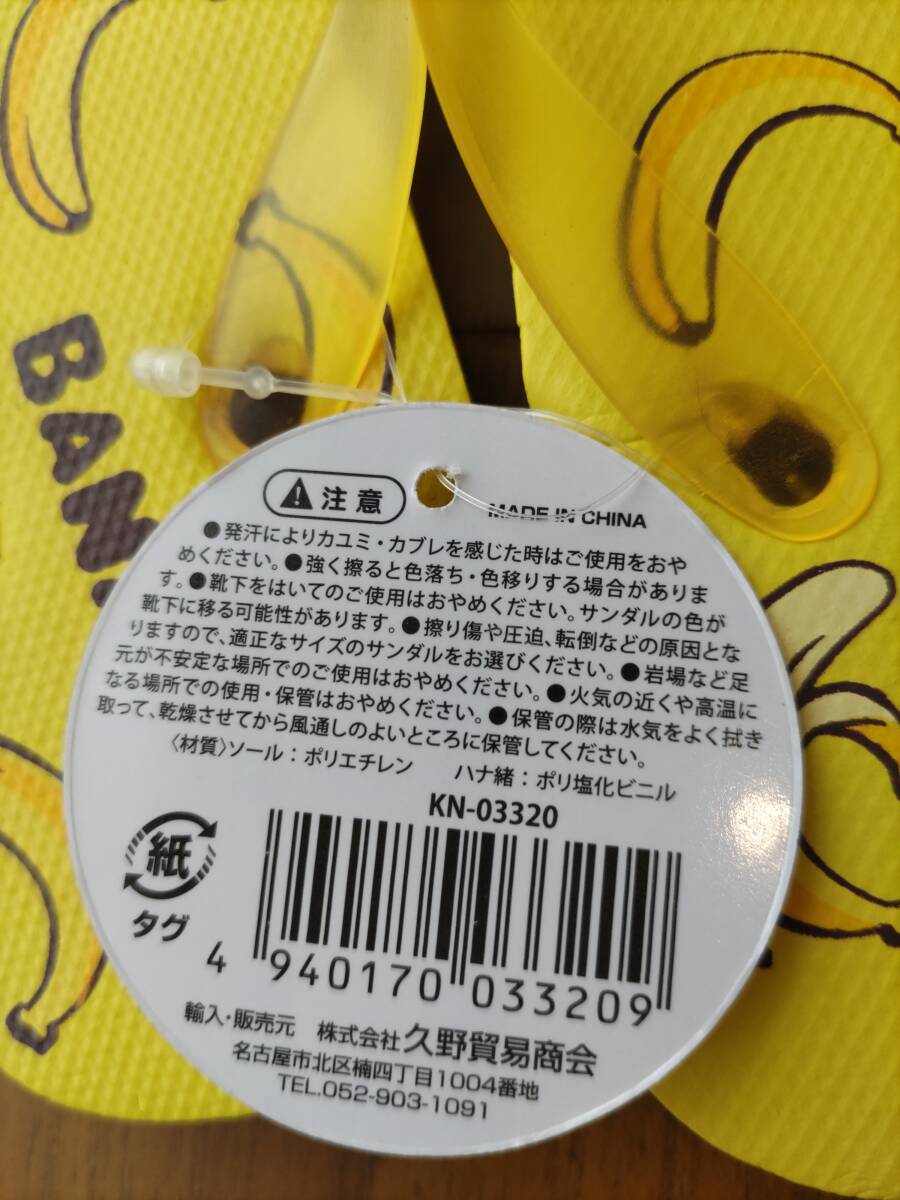 BAN
注意
MADE IN CHINA
●発汗によりカユミ・カブレを感じた時はご使用をおや
めください。●強く擦ると色落ち・色移りする場合がありま
す。●靴下をはいてのご使用はおやめください。サンダルの色が
靴下に移る可能性があります。●擦り傷や圧迫、転倒などの原因とな
りますので、適正なサイズのサンダルをお選びください。●岩場など足
元が不安定な場所でのご使用はおやめください。●火気の近くや高温に
なる場所での使用・保管はおやめください。●保管の際は水気をよく拭き
取って、乾燥させてから風通しのよいところに保管してください。
〈材質〉ソール：ポリエチレン ハナ緒：ポリ塩化ビニル
KN-03320
紙
タグ
4 940170 033209
輸入・販売元 株式会社久野貿易商会
名古屋市北区楠四丁目1004番地
TEL.052-903-1091